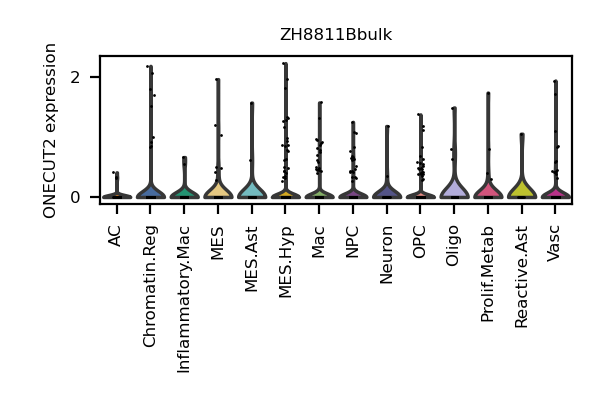 ZH8811Bbulk
ONECUT2 expression
2
0
AC
Chromatin.Reg
Inflammatory.Mac
MES
MES.Ast
MES.Hyp
Mac
NPC
Neuron
OPC
Oligo
Prolif.Metab
Reactive.Ast
Vasc